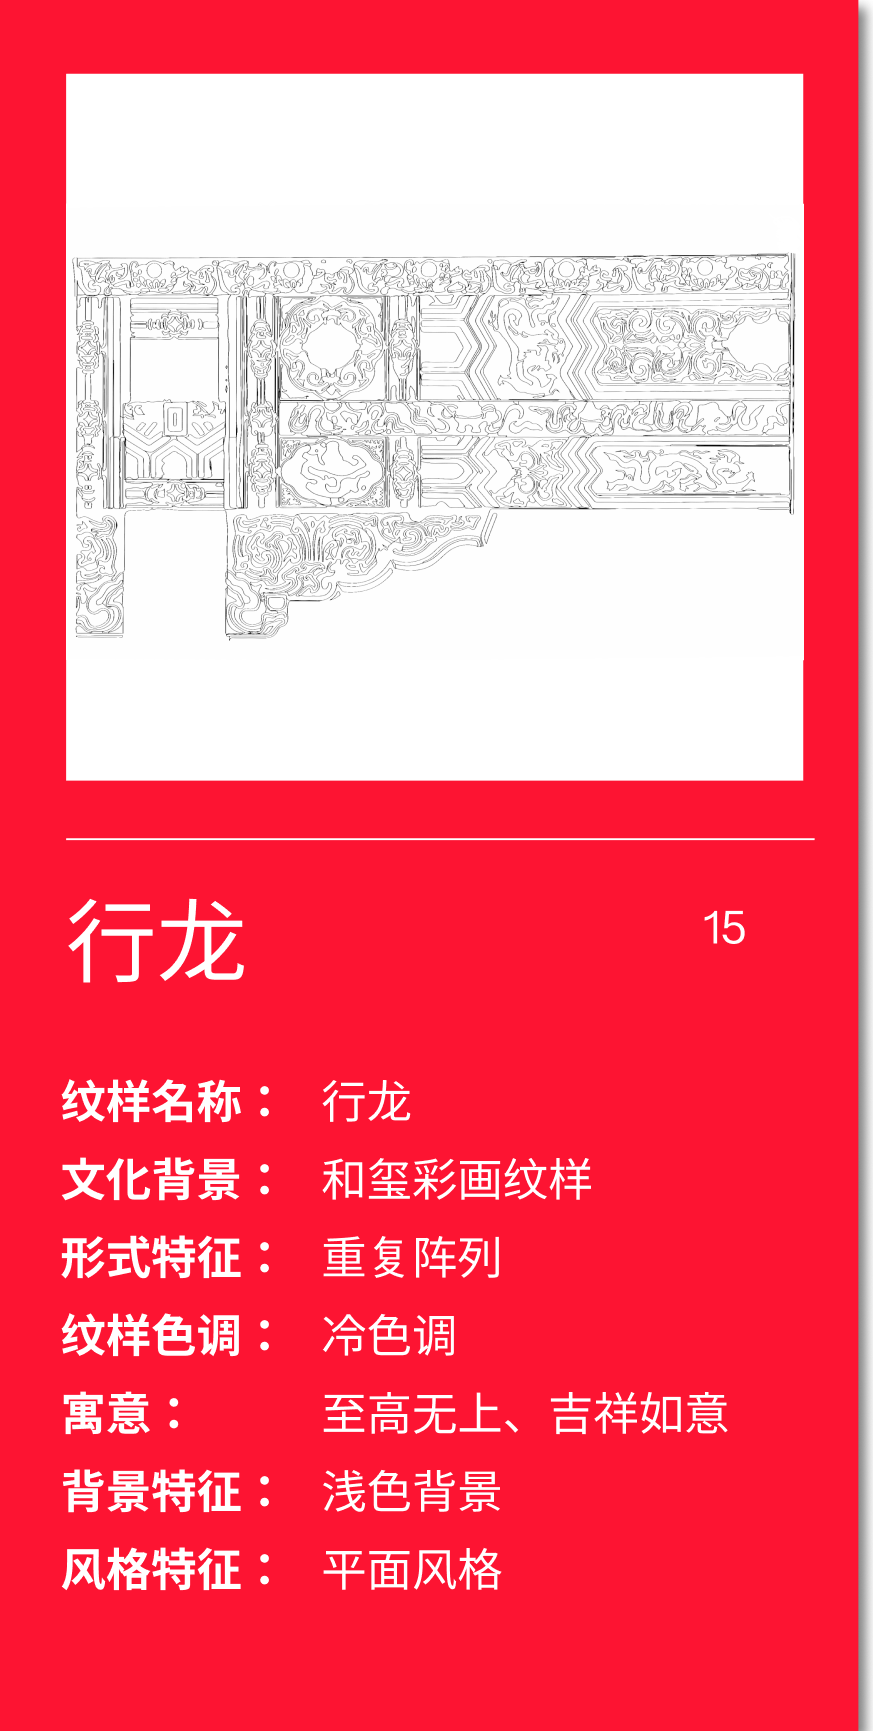 行龙
15
纹样名称： 行龙
文化背景： 和玺彩画纹样
形式特征： 重复阵列
纹样色调： 冷色调
寓意： 至高无上、吉祥如意
背景特征： 浅色背景
风格特征： 平面风格